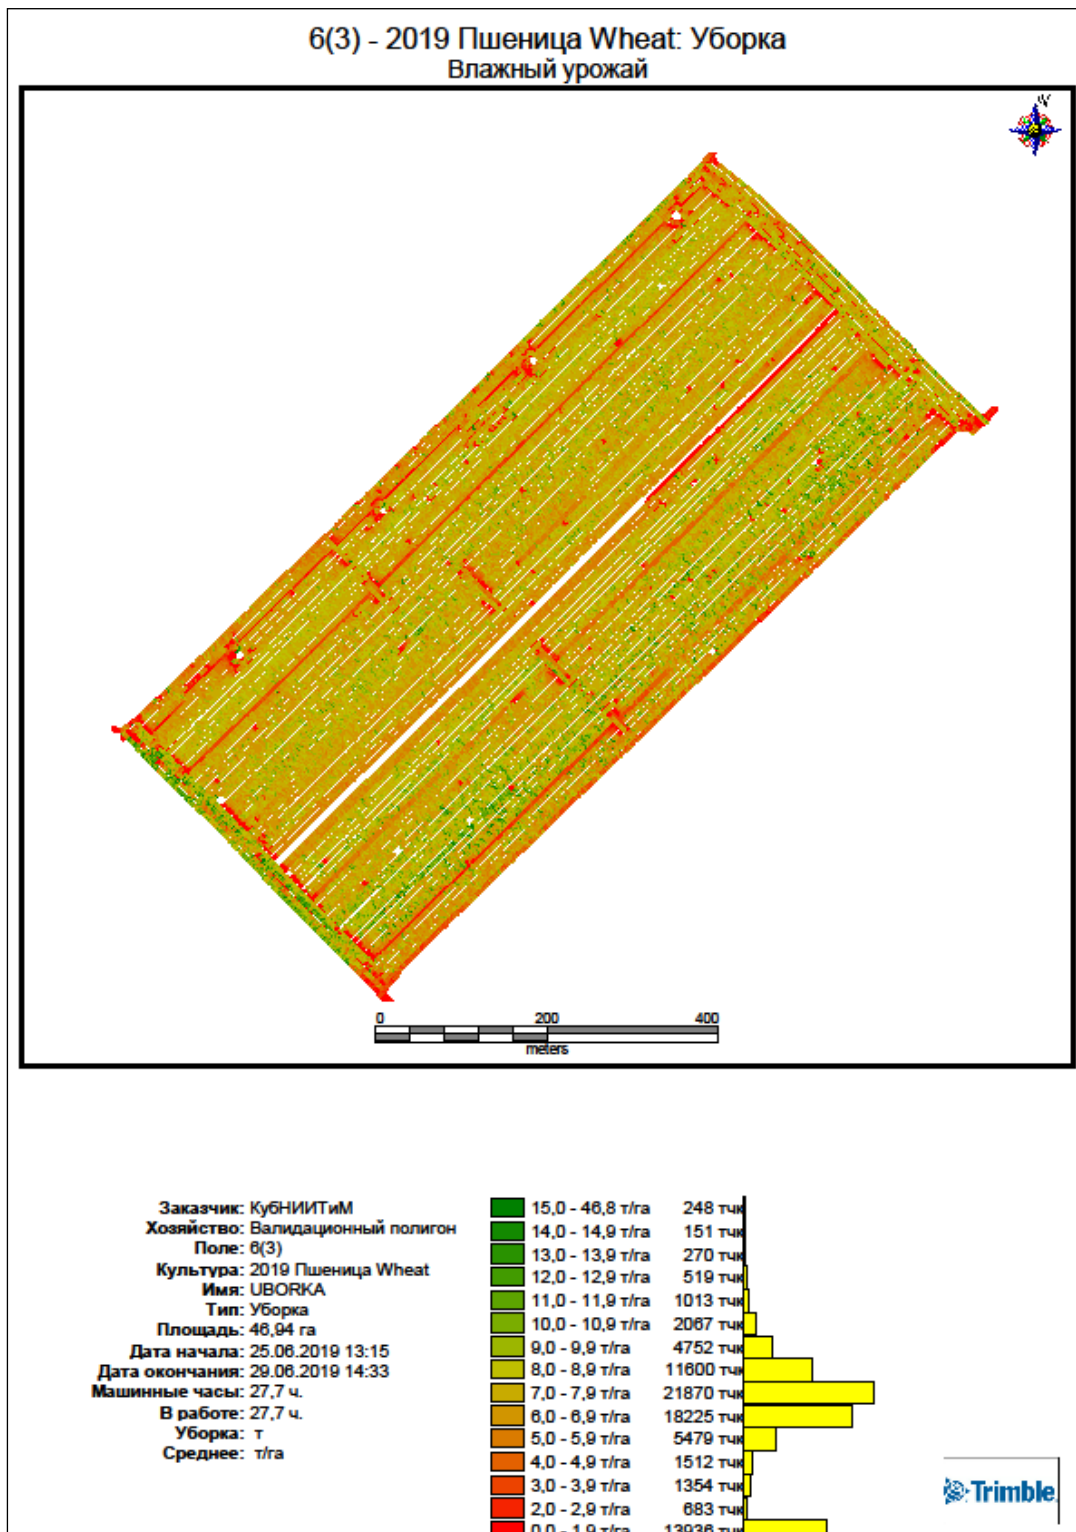 6(3) - 2019 Пшеница Wheat: Уборка
Влажный урожай
N
0 200 400
meters
Заказчик: КубНИИТиМ
Хозяйство: Валидационный полигон
Поле: 6(3)
Культура: 2019 Пшеница Wheat
Имя: UBORKA
Тип: Уборка
Площадь: 46,94 га
Дата начала: 25.06.2019 13:15
Дата окончания: 29.06.2019 14:33
Машинные часы: 27,7 ч.
В работе: 27,7 ч.
Уборка: т
Среднее: т/га
15,0 - 46,8 т/га 248 тчк
14,0 - 14,9 т/га 151 тчк
13,0 - 13,9 т/га 270 тчк
12,0 - 12,9 т/га 519 тчк
11,0 - 11,9 т/га 1013 тчк
10,0 - 10,9 т/га 2067 тчк
9,0 - 9,9 т/га 4752 тчк
8,0 - 8,9 т/га 11600 тчк
7,0 - 7,9 т/га 21870 тчк
6,0 - 6,9 т/га 18225 тчк
5,0 - 5,9 т/га 5479 тчк
4,0 - 4,9 т/га 1512 тчк
3,0 - 3,9 т/га 1354 тчк
2,0 - 2,9 т/га 683 тчк
0,0 - 1,9 т/га 13936 тчк
Trimble